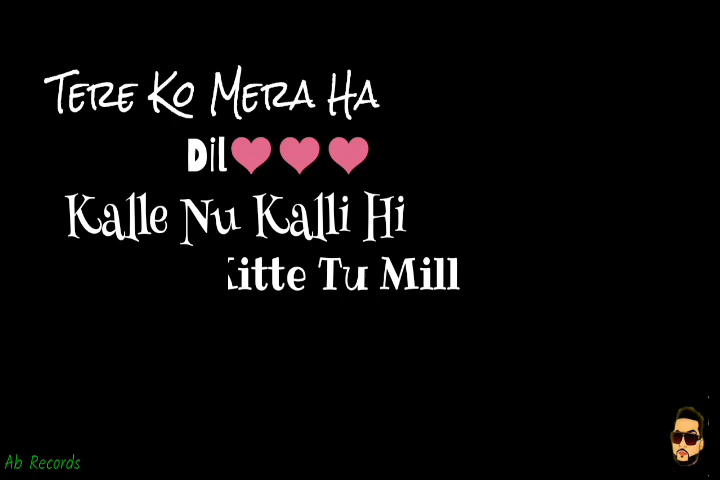 Tere Ko Mera Ha
Dil
Kalle Nu Kalli Hi
Kitte Tu Mill
Ab Records